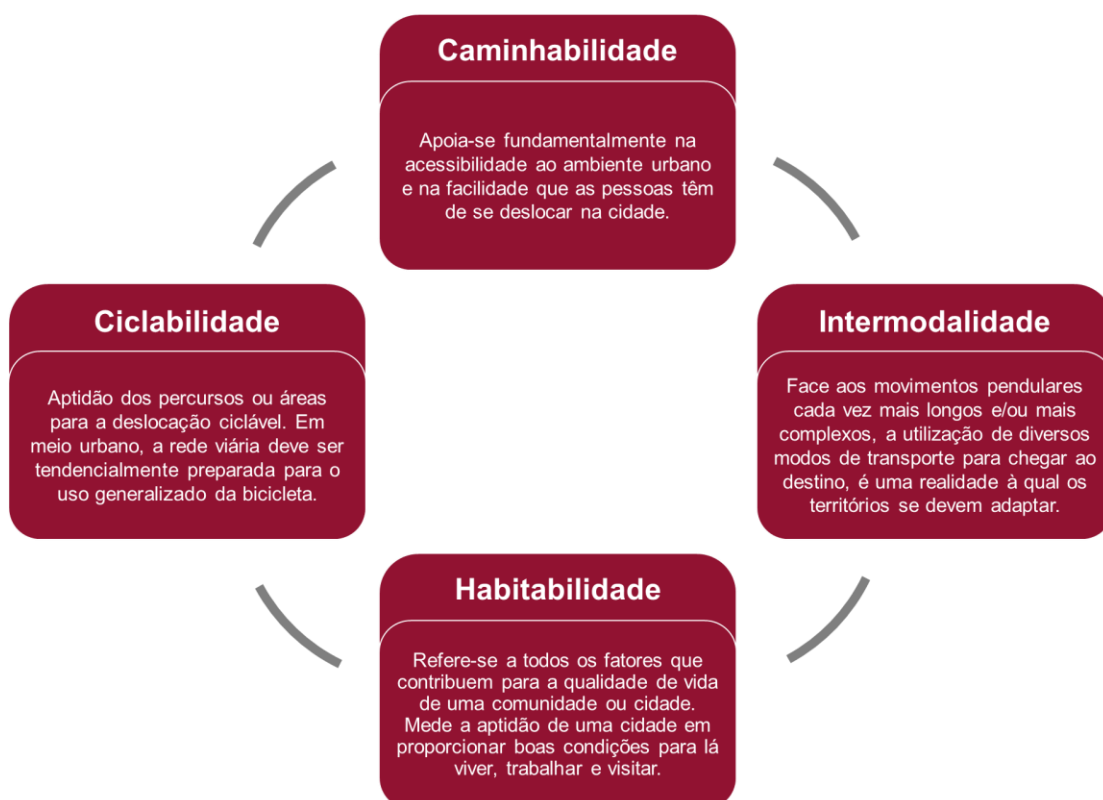 Caminhabilidade
Apoia-se fundamentalmente na
acessibilidade ao ambiente urbano
e na facilidade que as pessoas têm
de se deslocar na cidade.
Ciclabilidade
Aptidão dos percursos ou áreas
para a deslocação ciclável. Em
meio urbano, a rede viária deve ser
tendencialmente preparada para o
uso generalizado da bicicleta.
Intermodalidade
Face aos movimentos pendulares
cada vez mais longos e/ou mais
complexos, a utilização de diversos
modos de transporte para chegar ao
destino, é uma realidade à qual os
territórios se devem adaptar.
Habitabilidade
Refere-se a todos os fatores que
contribuem para a qualidade de vida
de uma comunidade ou cidade.
Mede a aptidão de uma cidade em
proporcionar boas condições para lá
viver, trabalhar e visitar.